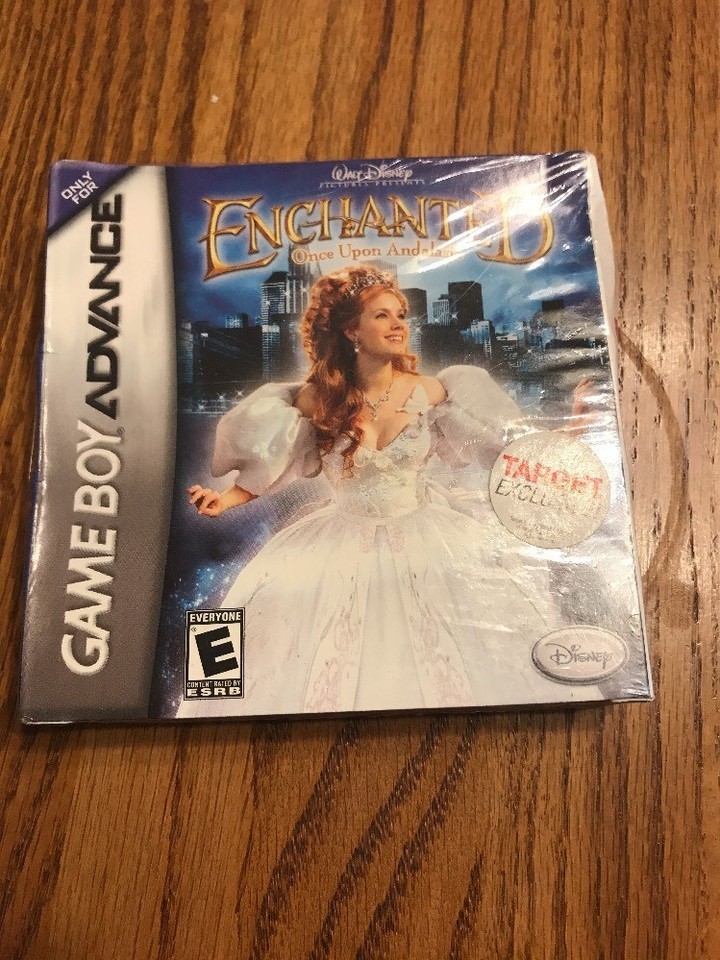 ONLY
FOR
GAME BOY ADVANCE
WALT DISNEY
PICTURES PRESENTS
ENCHANTED
Once Upon Andalasia
TARGET
EXCLUSIVE
EVERYONE
E
CONTENT RATED BY
ESRB
Disney